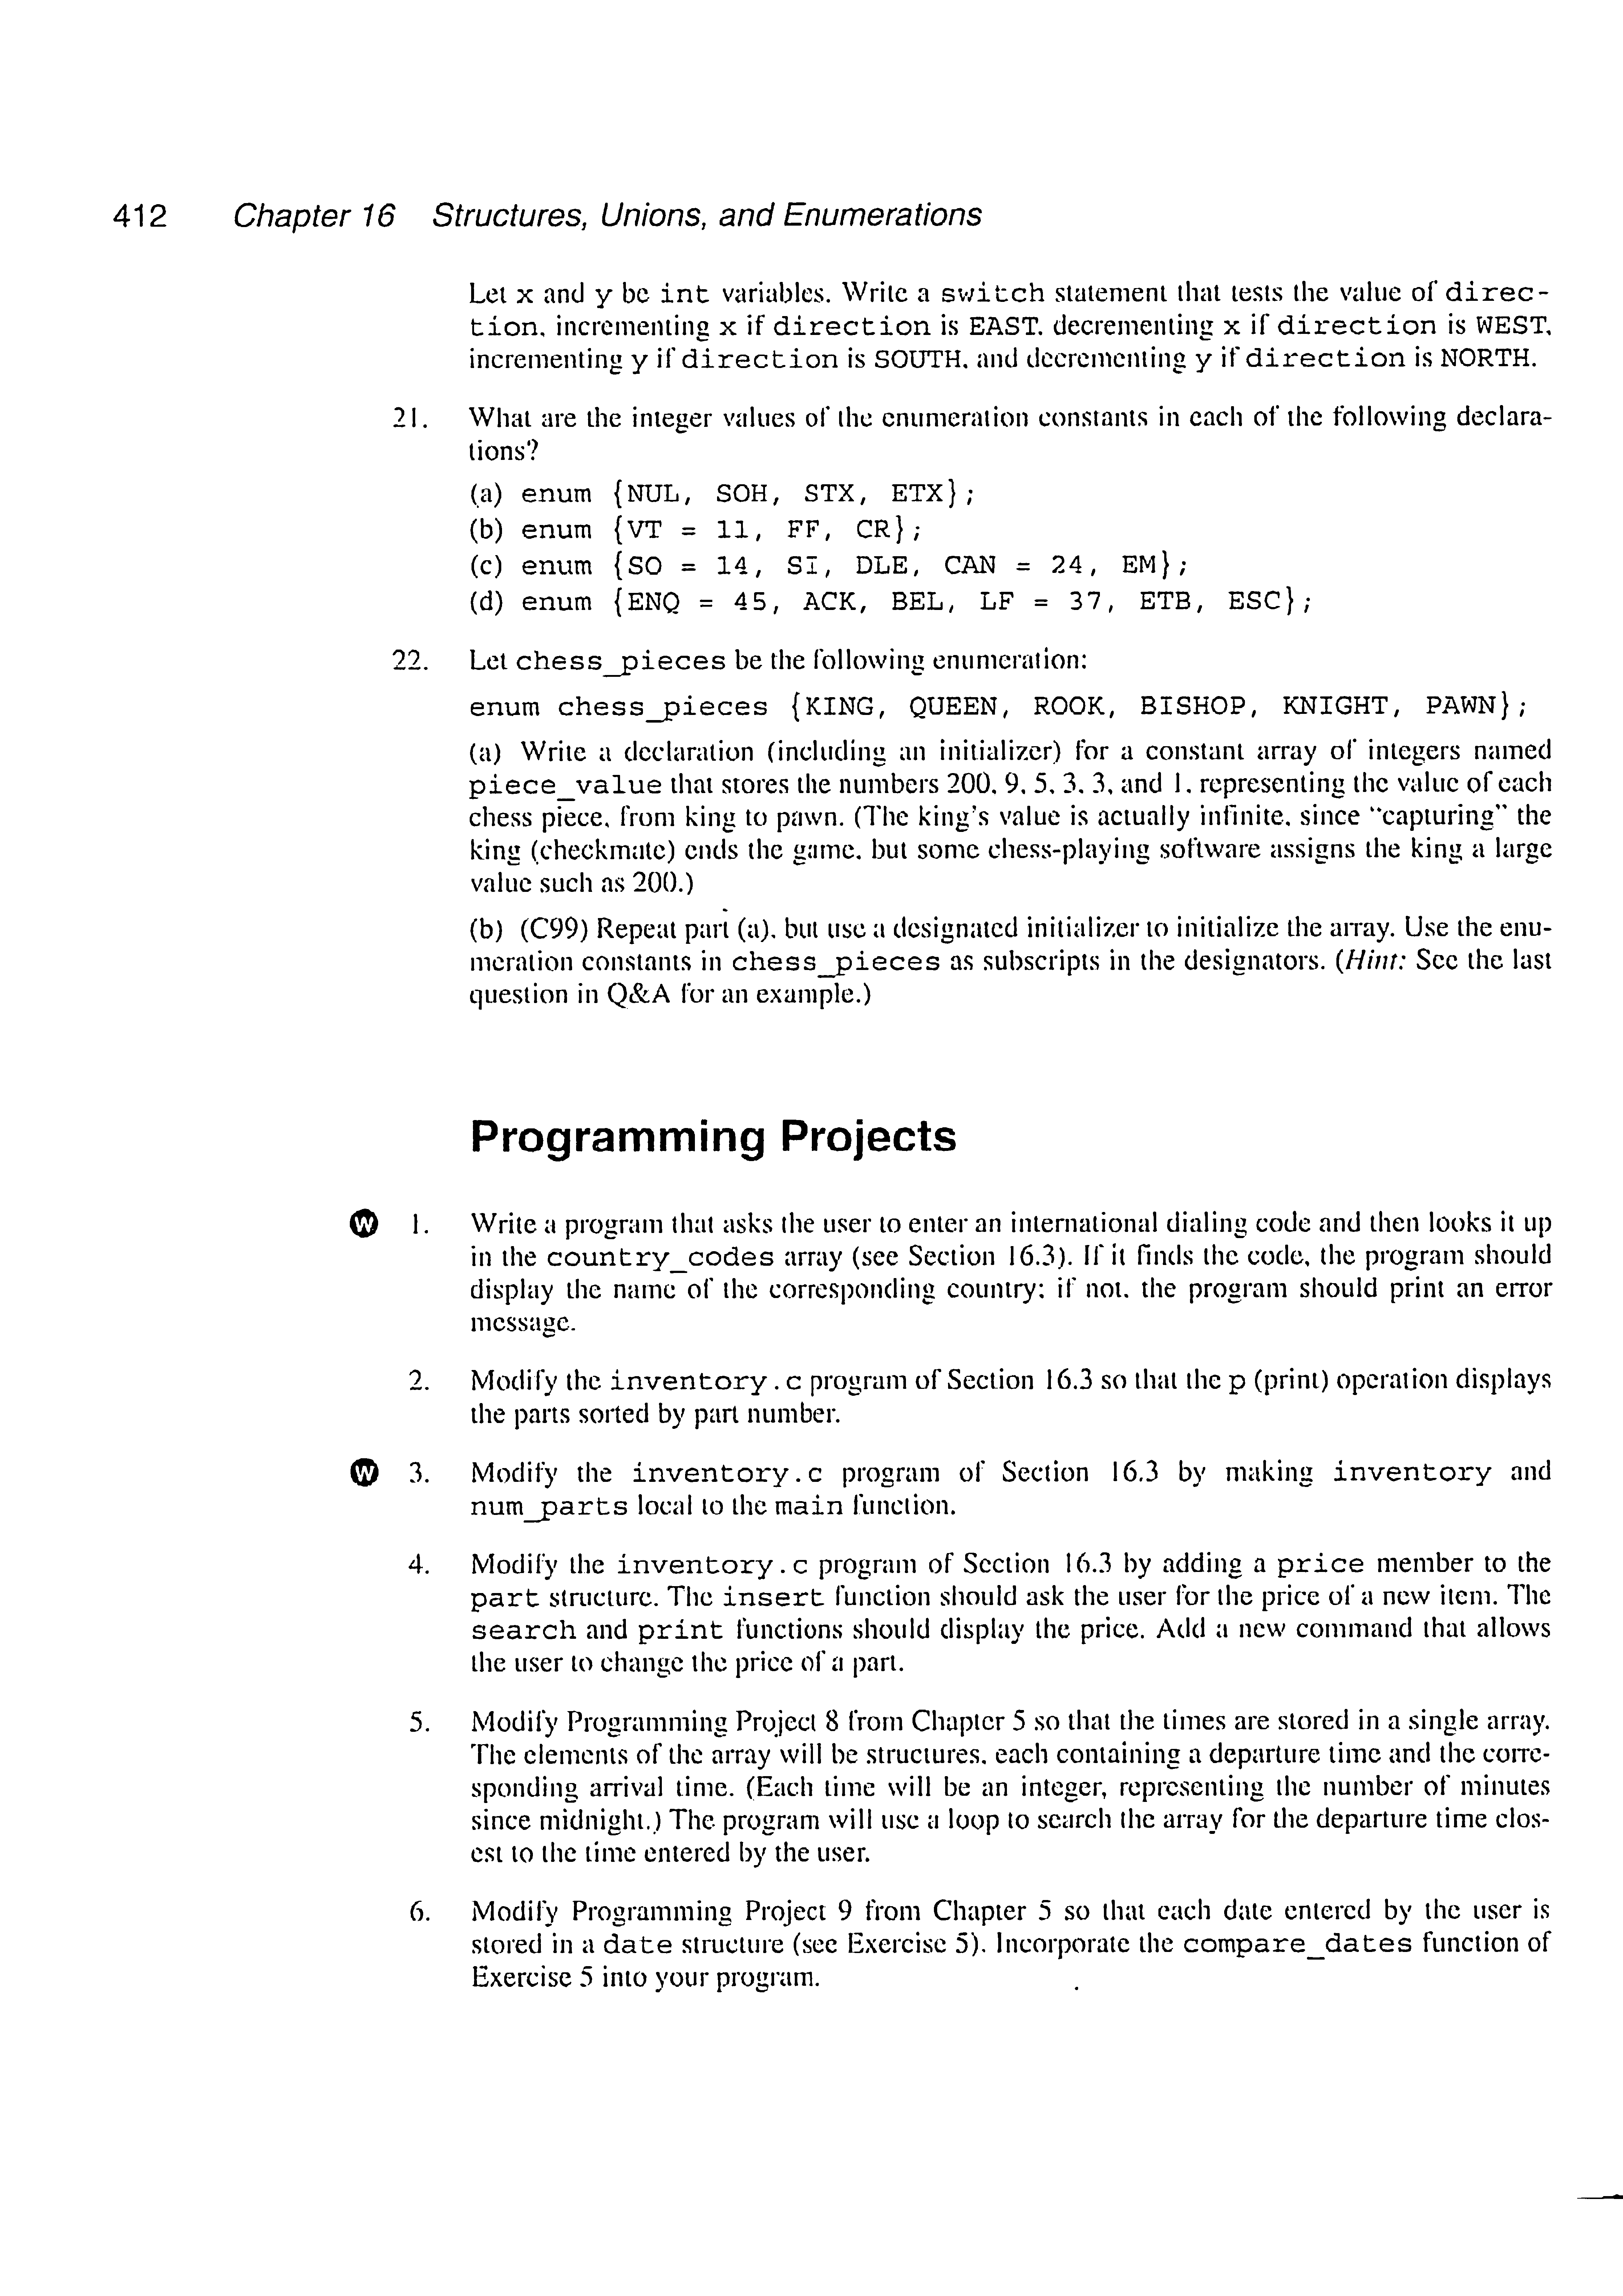 412 Chapter 16 Structures, Unions, and Enumerations
Let x and y be int variables. Write a switch statement that tests the value of direc-
tion, incrementing x if direction is EAST, decrementing x if direction is WEST,
incrementing y if direction is SOUTH, and decrementing y if direction is NORTH.
21. What are the integer values of the enumeration constants in each of the following declara-
tions?
(a) enum {NUL, SOH, STX, ETX};
(b) enum {VT = 11, FF, CR};
(c) enum {SO = 14, SI, DLE, CAN = 24, EM};
(d) enum {ENQ = 45, ACK, BEL, LF = 37, ETB, ESC};
22. Let chess_pieces be the following enumeration:
enum chess_pieces {KING, QUEEN, ROOK, BISHOP, KNIGHT, PAWN};
(a) Write a declaration (including an initializer) for a constant array of integers named
piece_value that stores the numbers 200, 9, 5, 3, 3, and 1, representing the value of each
chess piece, from king to pawn. (The king's value is actually infinite, since "capturing" the
king (checkmate) ends the game, but some chess-playing software assigns the king a large
value such as 200.)
(b) (C99) Repeat part (a), but use a designated initializer to initialize the array. Use the enu-
meration constants in chess_pieces as subscripts in the designators. (Hint: See the last
question in Q&A for an example.)
Programming Projects
W 1. Write a program that asks the user to enter an international dialing code and then looks it up
in the country_codes array (see Section 16.3). If it finds the code, the program should
display the name of the corresponding country; if not, the program should print an error
message.
2. Modify the inventory.c program of Section 16.3 so that the p (print) operation displays
the parts sorted by part number.
W 3. Modify the inventory.c program of Section 16.3 by making inventory and
num_parts local to the main function.
4. Modify the inventory.c program of Section 16.3 by adding a price member to the
part structure. The insert function should ask the user for the price of a new item. The
search and print functions should display the price. Add a new command that allows
the user to change the price of a part.
5. Modify Programming Project 8 from Chapter 5 so that the times are stored in a single array.
The elements of the array will be structures, each containing a departure time and the corre-
sponding arrival time. (Each time will be an integer, representing the number of minutes
since midnight.) The program will use a loop to search the array for the departure time clos-
est to the time entered by the user.
6. Modify Programming Project 9 from Chapter 5 so that each date entered by the user is
stored in a date structure (see Exercise 5). Incorporate the compare_dates function of
Exercise 5 into your program.